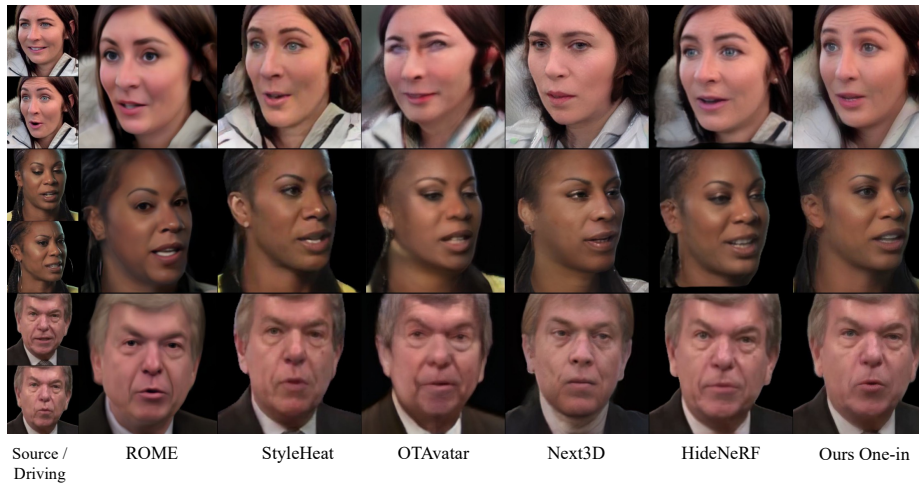 Source /
Driving
ROME
StyleHeat
OTAvatar
Next3D
HideNeRF
Ours One-in